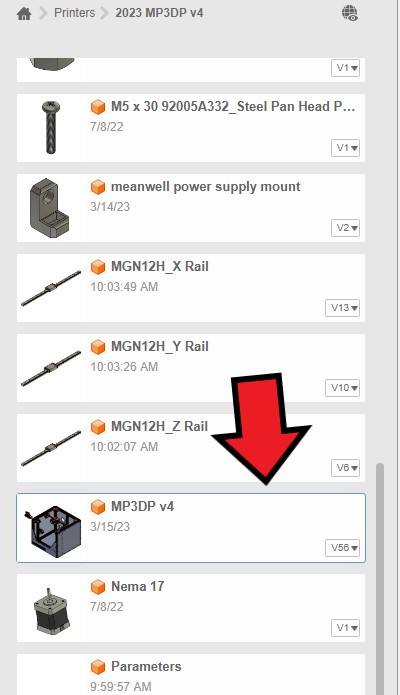 Printers
2023 MP3DP v4
V1
M5 x 30 92005A332_Steel Pan Head P...
7/8/22
V1
meanwell power supply mount
3/14/23
V2
MGN12H_X Rail
10:03:49 AM
V13
MGN12H_Y Rail
10:03:26 AM
V10
MGN12H_Z Rail
10:02:07 AM
V6
MP3DP v4
3/15/23
V56
Nema 17
7/8/22
V1
Parameters
9:59:57 AM